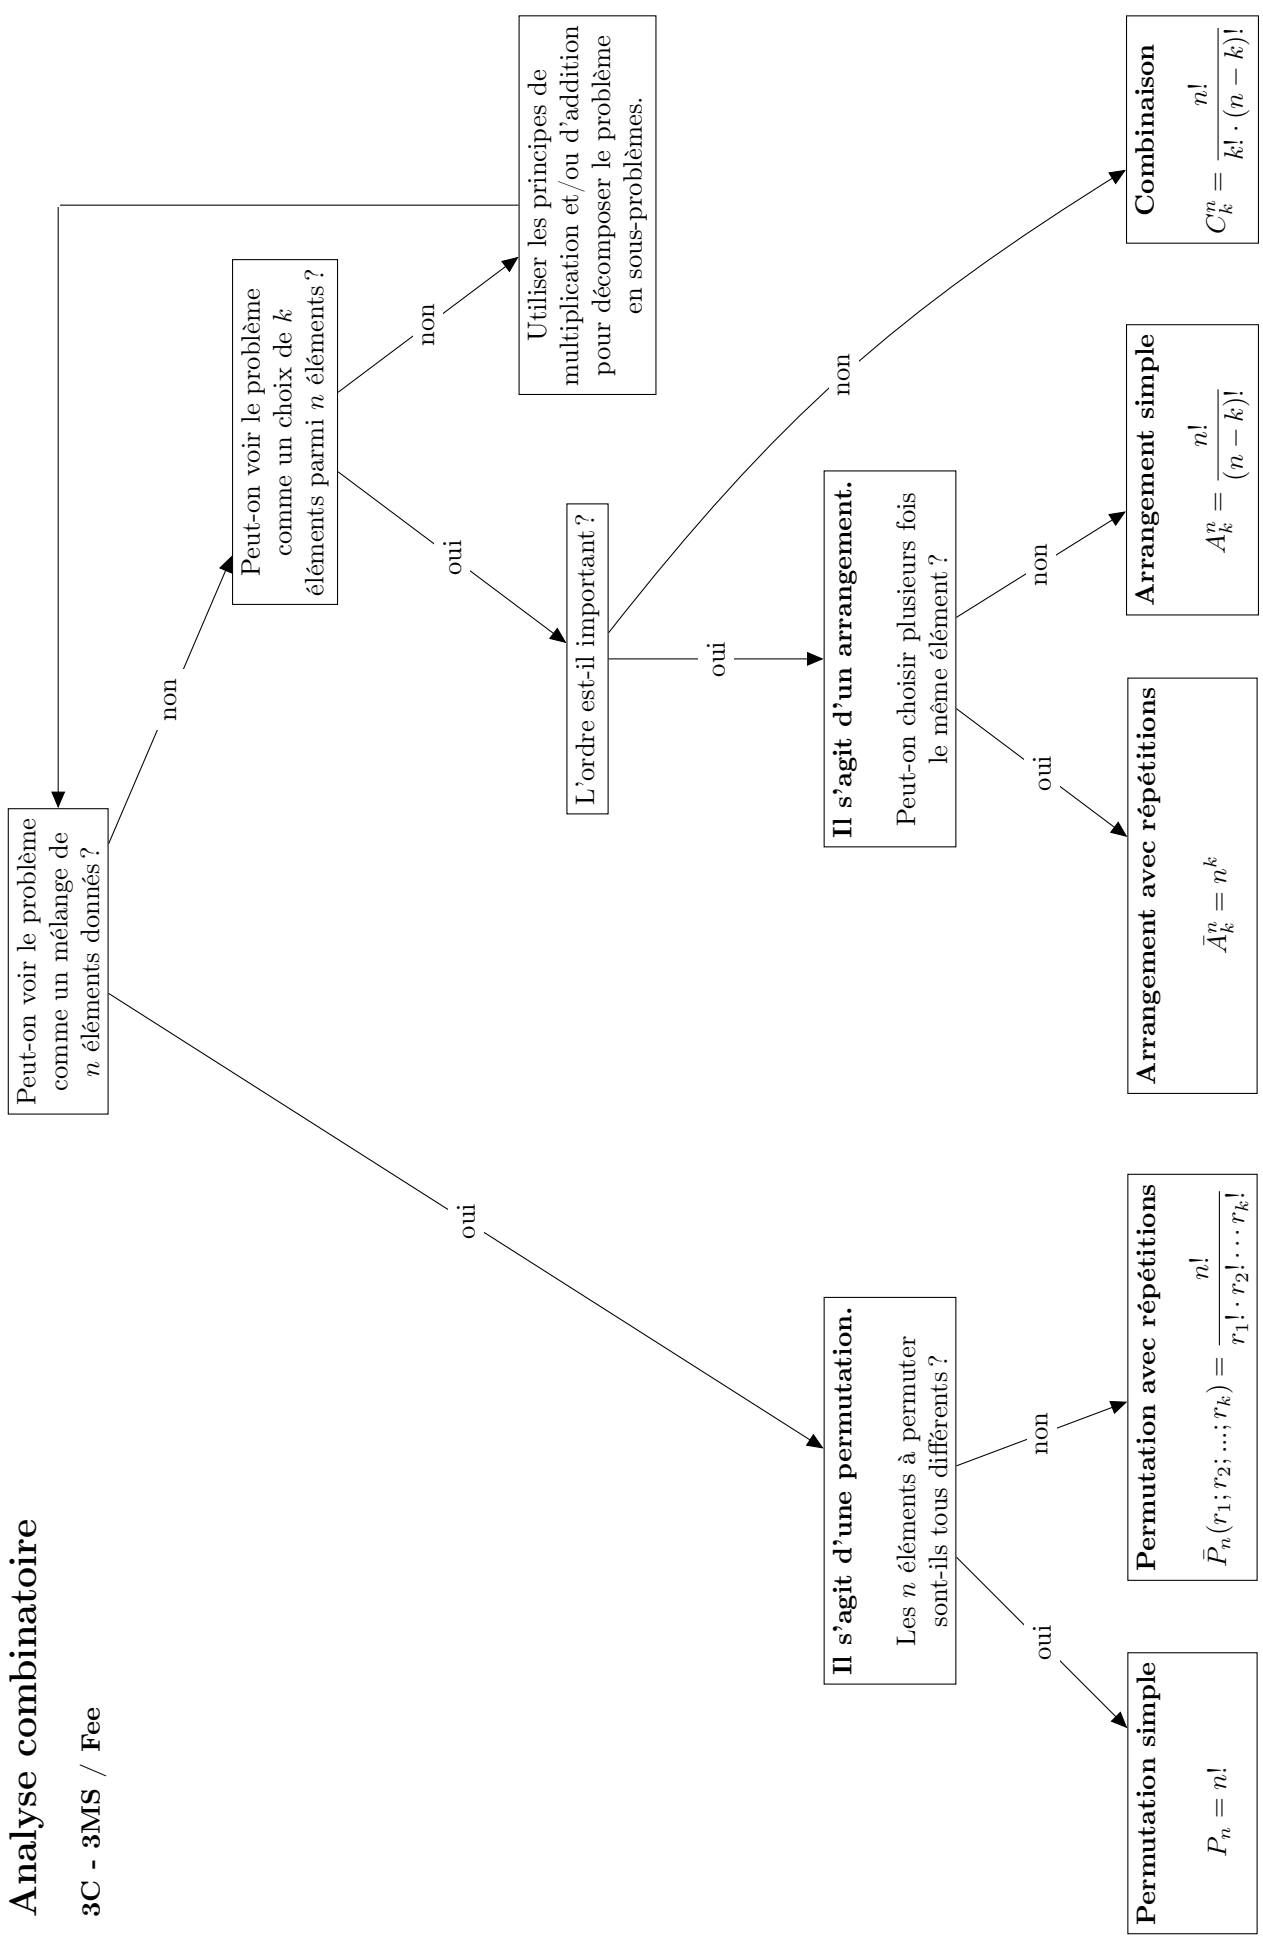 Analyse combinatoire
3C - 3MS / Fee
Peut-on voir le problème
comme un mélange de
n éléments donnés ?
non
Peut-on voir le problème
comme un choix de k
éléments parmi n éléments ?
non
Utiliser les principes de
multiplication et/ou d'addition
pour décomposer le problème
en sous-problèmes.
oui
L'ordre est-il important ?
non
oui
oui
Il s'agit d'une permutation.
Les n éléments à permuter
sont-ils tous différents ?
Il s'agit d'un arrangement.
Peut-on choisir plusieurs fois
le même élément ?
oui
non
oui
non
Permutation simple
P_n = n!
Permutation avec répétitions
P̄_n(r_1; r_2; ...; r_k) = n! / (r_1! · r_2! ··· r_k!)
Arrangement avec répétitions
Ā_k^n = n^k
Arrangement simple
A_k^n = n! / (n − k)!
Combinaison
C_k^n = n! / (k! · (n − k)!)